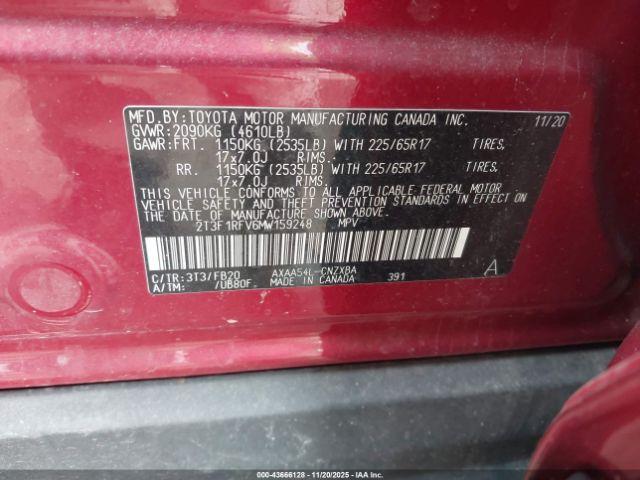 MFD.BY:TOYOTA MOTOR MANUFACTURING CANADA INC. 11/20
GVWR:2090KG (4610LB)
GAWR:FRT. 1150KG (2535LB) WITH 225/65R17 TIRES,
17x7.0J RIMS.
RR. 1150KG (2535LB) WITH 225/65R17 TIRES,
17x7.0J RIMS.
THIS VEHICLE CONFORMS TO ALL APPLICABLE FEDERAL MOTOR
VEHICLE SAFETY AND THEFT PREVENTION STANDARDS IN
EFFECT ON THE DATE OF MANUFACTURE SHOWN ABOVE.
2T3F1RFV6MW159248 MPV
C/TR:3T3/FB20 AXAA54L-CNZXBA 391 A
A/TM: /UB80F. MADE IN CANADA
000-43666128 - 11/20/2025 - IAAI.COM